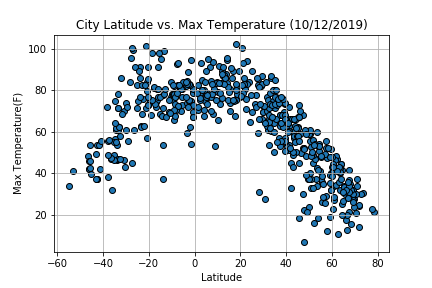 City Latitude vs. Max Temperature (10/12/2019)
100
80
60
40
20
Max Temperature(F)
−60 −40 −20 0 20 40 60 80
Latitude